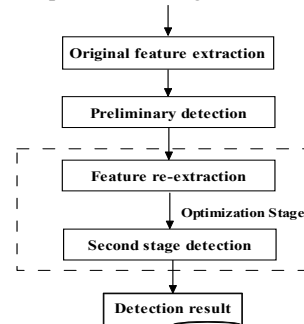 Original feature extraction
Preliminary detection
Feature re-extraction
Optimization Stage
Second stage detection
Detection result